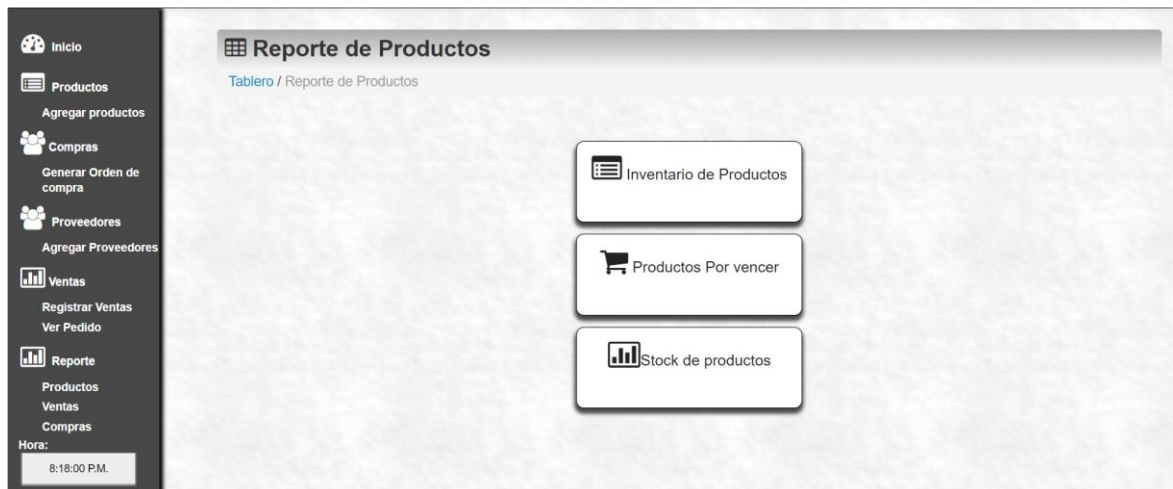 Inicio
Productos
Agregar productos
Compras
Generar Orden de
compra
Proveedores
Agregar Proveedores
Ventas
Registrar Ventas
Ver Pedido
Reporte
Productos
Ventas
Compras
Hora:
8:18:00 P.M.
Reporte de Productos
Tablero / Reporte de Productos
Inventario de Productos
Productos Por vencer
Stock de productos